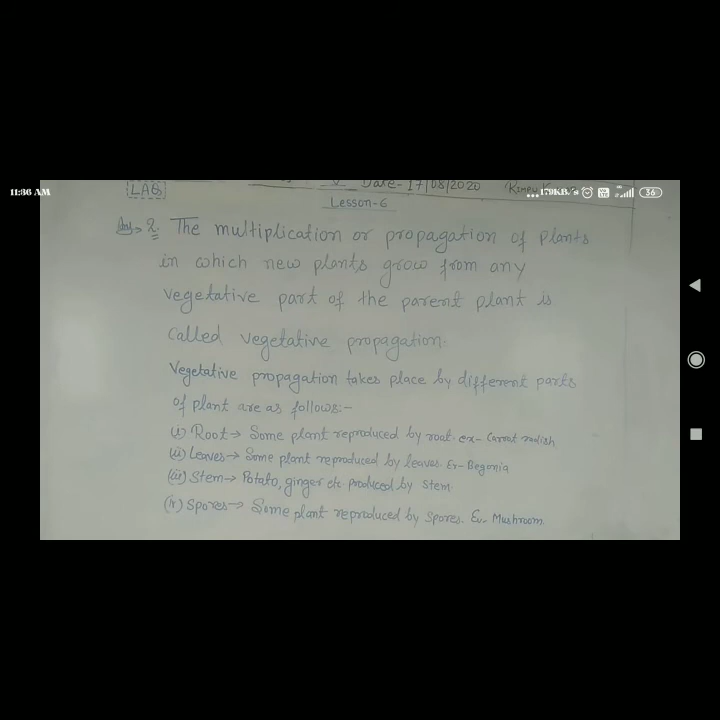 11:36 AM
179KB/s
36
LAQ Date- 17/08/2020
Lesson-6
Ans→ 2. The multiplication or propagation of plants
in which new plants grow from any
vegetative part of the parent plant is
called vegetative propagation.
Vegetative propagation takes place by different parts
of plant are as follows:-
(i) Root→ Some plant reproduced by root. ex- Carrot radish
(ii) Leaves→ Some plant reproduced by leaves. Ex- Begonia
(iii) Stem→ Potato, ginger etc. produced by stem.
(iv) Spores→ Some plant reproduced by Spores. Ex- Mushroom.